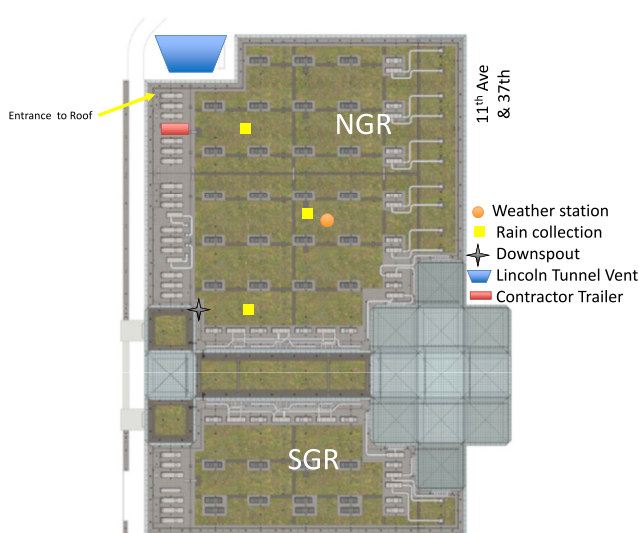 Entrance to Roof
NGR
11th Ave
& 37th
Weather station
Rain collection
Downspout
Lincoln Tunnel Vent
Contractor Trailer
SGR